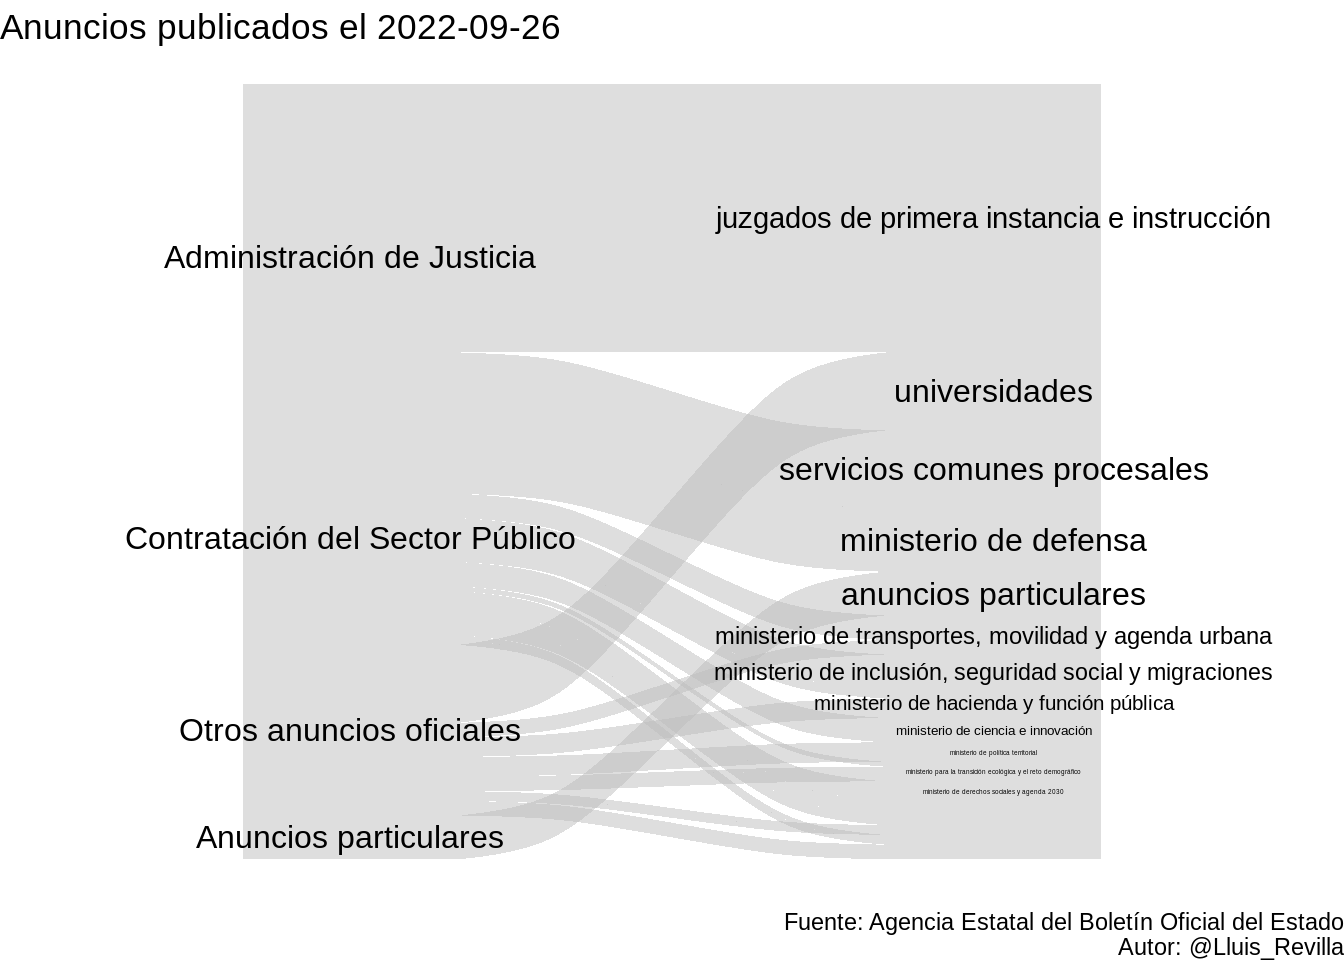 Anuncios publicados el 2022-09-26
juzgados de primera instancia e instrucción
Administración de Justicia
universidades
servicios comunes procesales
Contratación del Sector Público
ministerio de defensa
anuncios particulares
ministerio de transportes, movilidad y agenda urbana
ministerio de inclusión, seguridad social y migraciones
ministerio de hacienda y función pública
Otros anuncios oficiales
ministerio de ciencia e innovación
ministerio de política territorial
ministerio para la transición ecológica y el reto demográfico
ministerio de derechos sociales y agenda 2030
Anuncios particulares
Fuente: Agencia Estatal del Boletín Oficial del Estado
Autor: @Lluis_Revilla